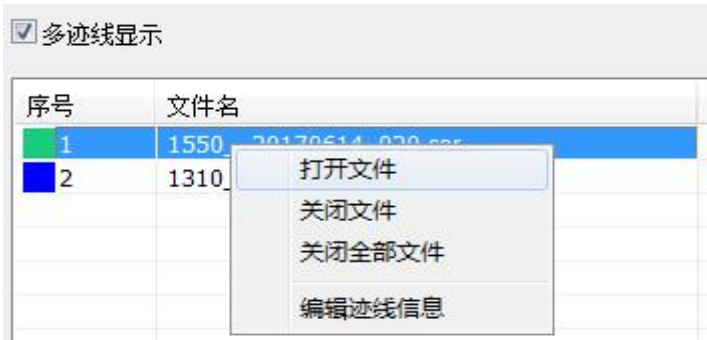 多迹线显示
序号 文件名
1 1550_
2 1310_
打开文件
关闭文件
关闭全部文件
编辑迹线信息